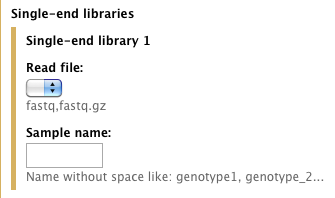 Single-end libraries
Single-end library 1
Read file:
fastq,fastq.gz
Sample name:
Name without space like: genotype1, genotype_2...